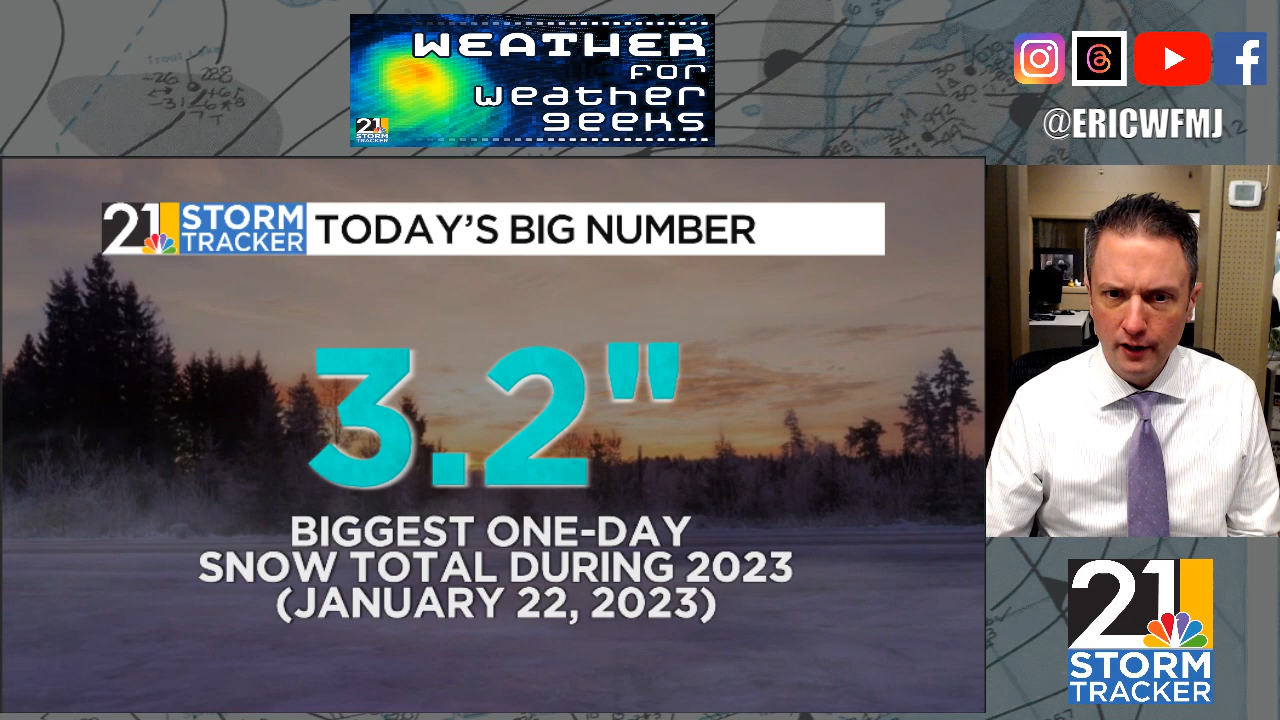 WEATHER
FOR
weather
geeks
21
STORM
TRACKER
@ERICWFMJ
21
STORM
TRACKER
TODAY'S BIG NUMBER
3.2"
BIGGEST ONE-DAY
SNOW TOTAL DURING 2023
(JANUARY 22, 2023)
21
STORM
TRACKER